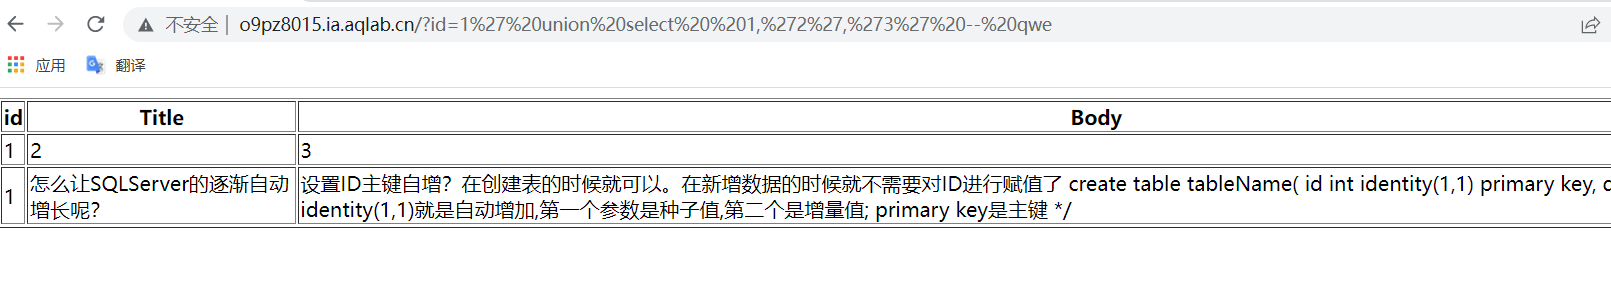 不安全 | o9pz8015.ia.aqlab.cn/?id=1%27%20union%20select%20%201,%272%27,%273%27%20--%20qwe
应用 翻译
id Title Body
1 2 3
1 怎么让SQLServer的逐渐自动 设置ID主键自增？在创建表的时候就可以。在新增数据的时候就不需要对ID进行赋值了 create table tableName( id int identity(1,1) primary key,
增长呢? identity(1,1)就是自动增加,第一个参数是种子值,第二个是增量值; primary key是主键 */